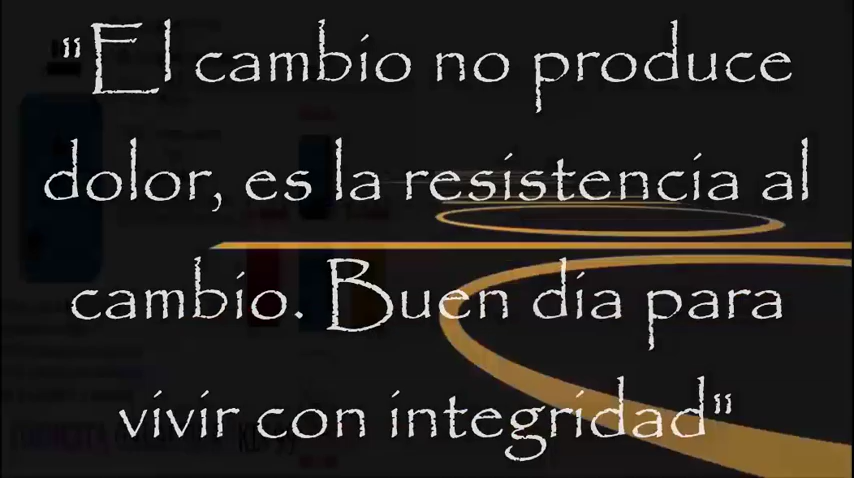 "El cambio no produce
dolor, es la resistencia al
cambio. Buen dia para
vivir con integridad"